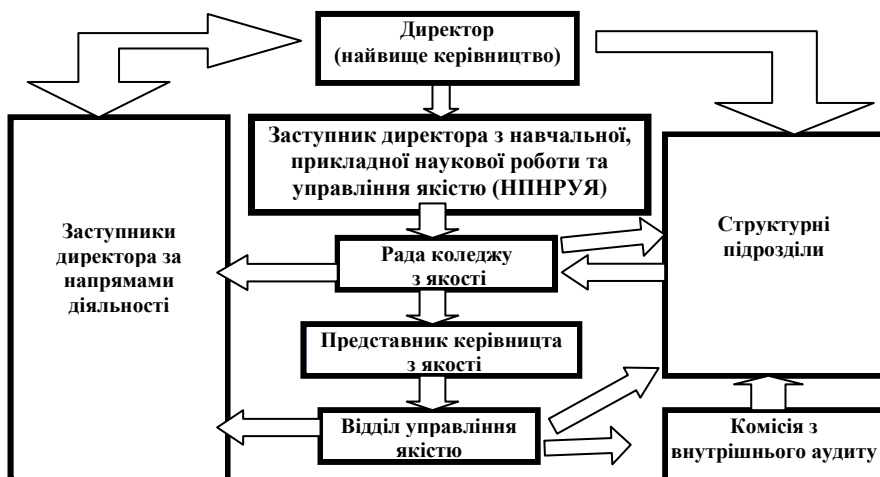 Директор
(найвище керівництво)
Заступник директора з навчальної,
прикладної наукової роботи та
управління якістю (НПНРУЯ)
Заступники
директора за
напрямами
діяльності
Структурні
підрозділи
Рада коледжу
з якості
Представник керівницта
з якості
Відділ управління
якістю
Комісія з
внутрішнього аудиту